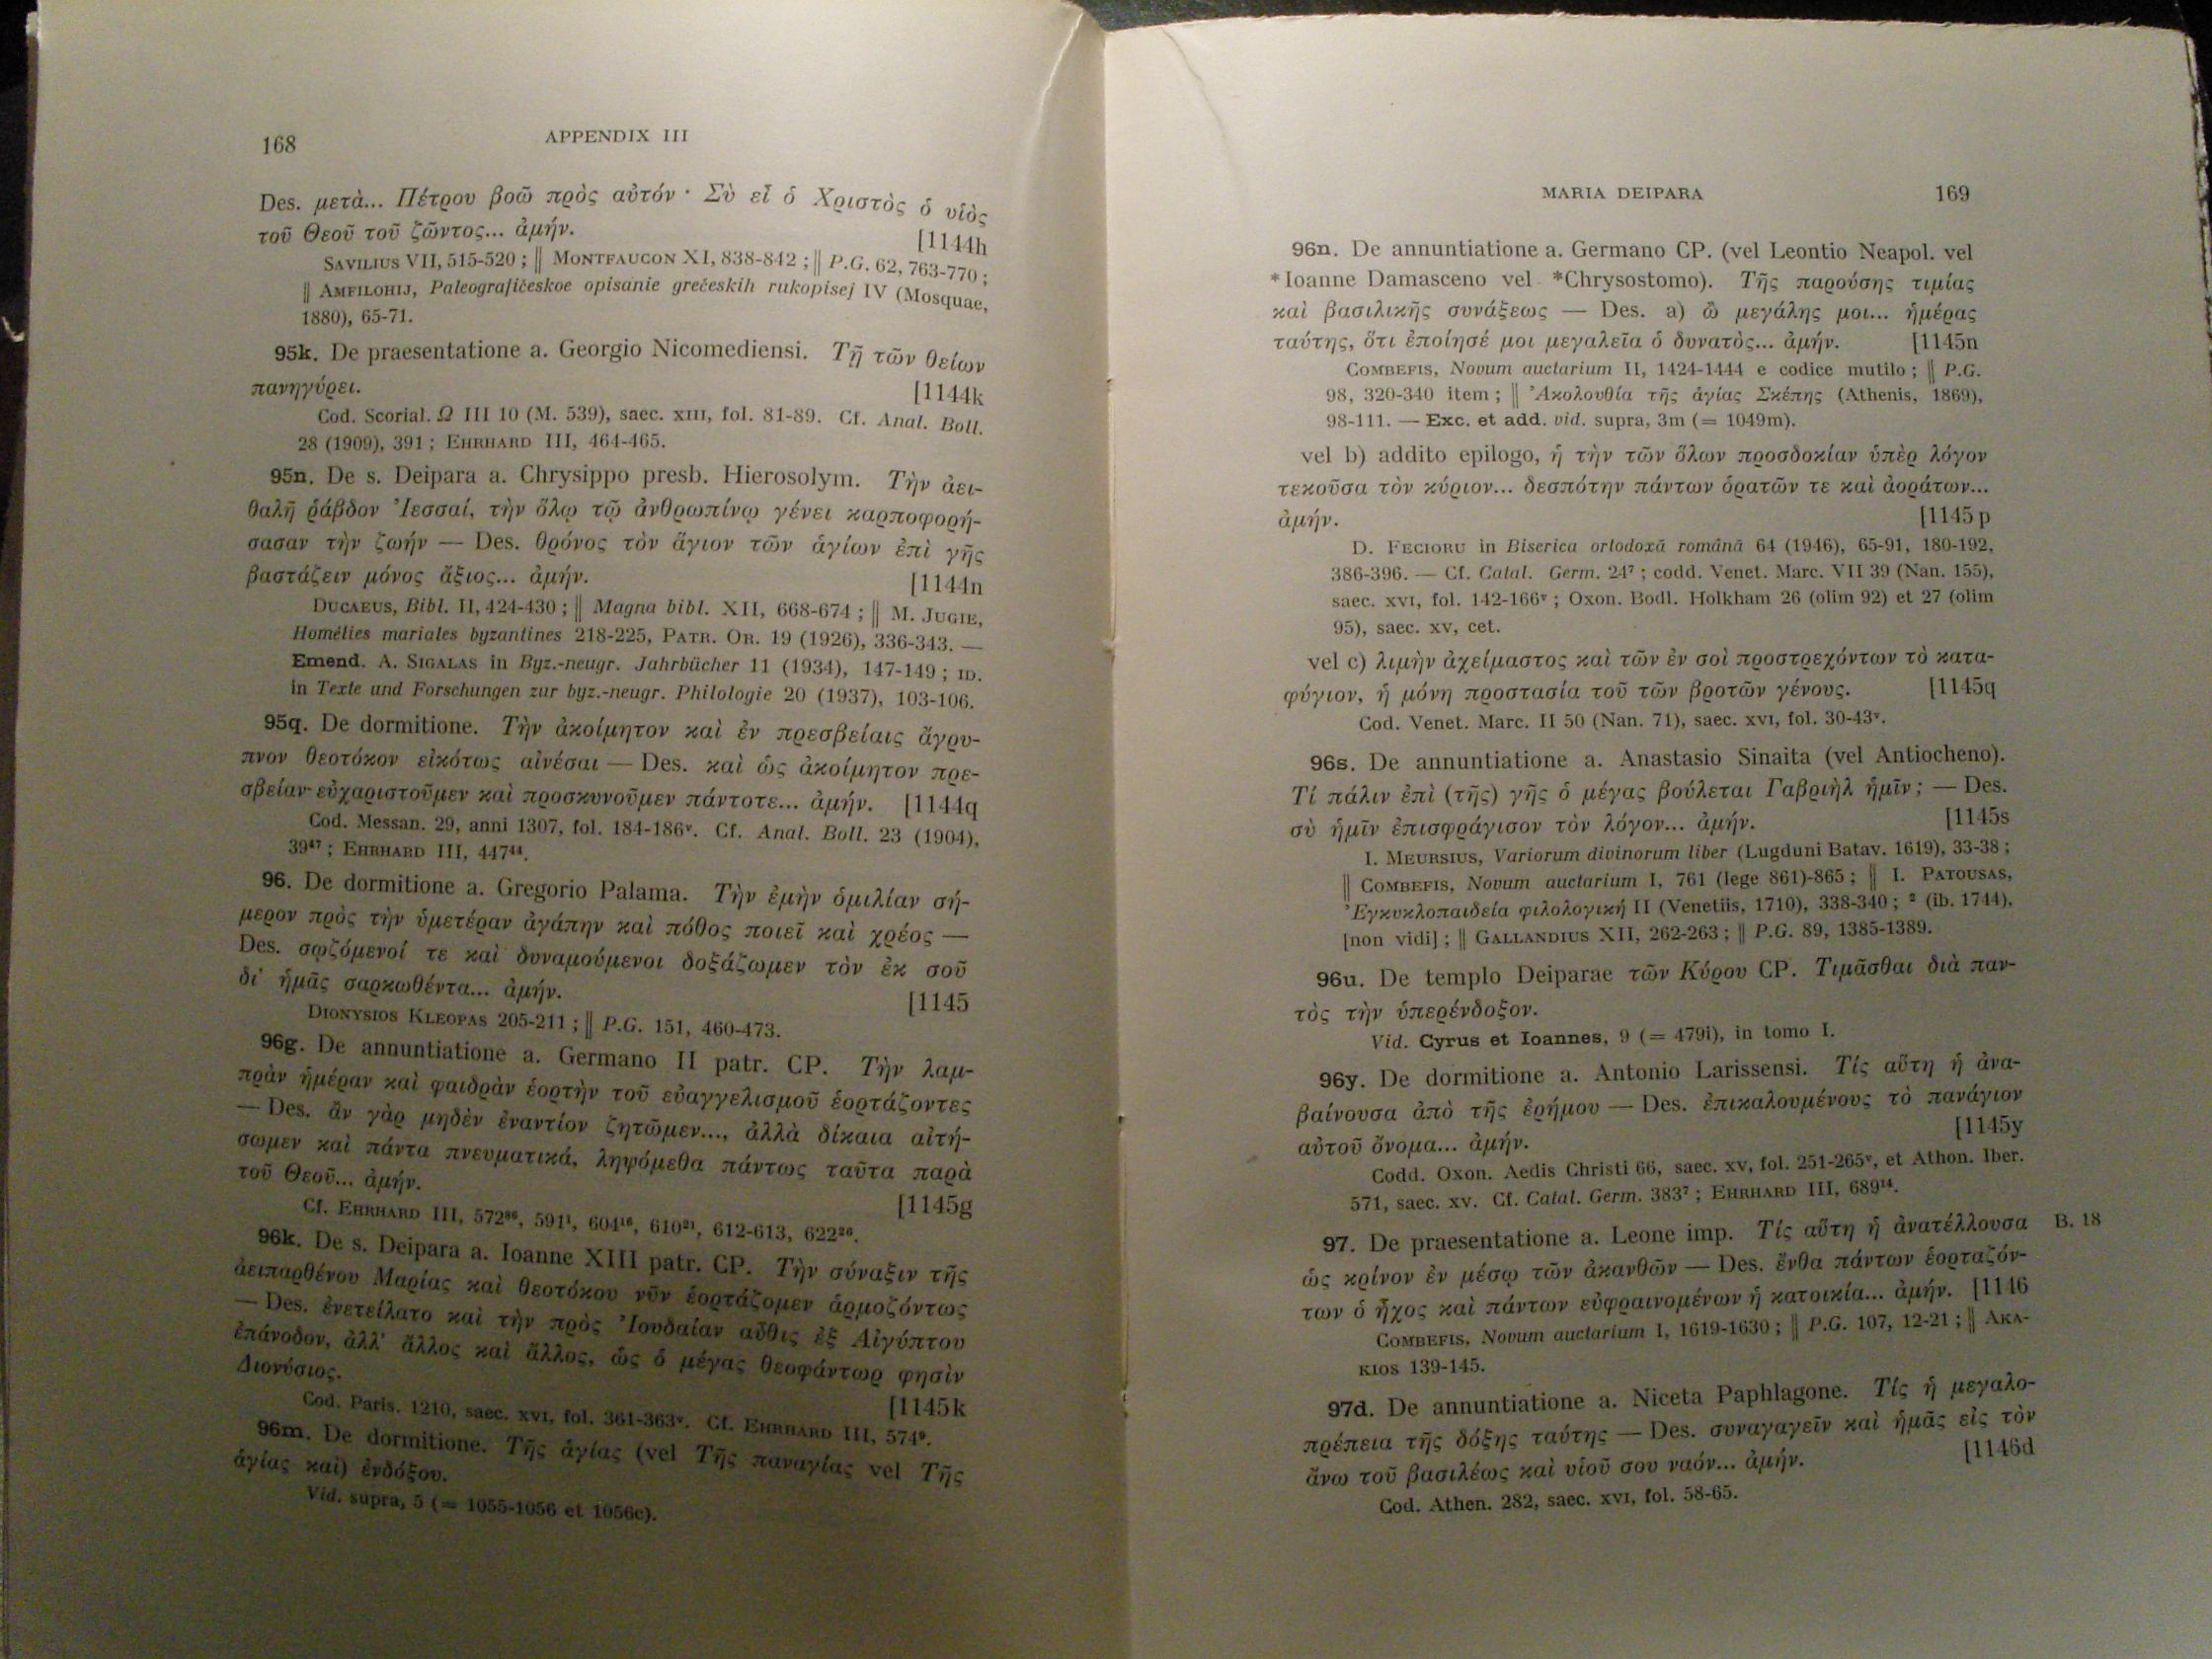 168
APPENDIX III
Des. μετὰ... Πέτρου βοῶ πρὸς αὐτόν · Σὺ εἶ ὁ Χριστὸς ὁ υἱὸς
τοῦ Θεοῦ τοῦ ζῶντος... ἀμήν. [1144h
SAVILIUS VII, 515-520 ; || MONTFAUCON XI, 838-842 ; || P.G. 62, 763-770 ;
|| AMFILOHIJ, Paleografičeskoe opisanie grečeskih rukopisej IV (Mosquae,
1880), 65-71.
95k. De praesentatione a. Georgio Nicomediensi. Τῇ τῶν θείων
πανηγύρει. [1144k
Cod. Scorial. Ω III 10 (M. 539), saec. XIII, fol. 81-89. Cf. Anal. Boll.
28 (1909), 391 ; EHRHARD III, 464-465.
95n. De s. Deipara a. Chrysippo presb. Hierosolym. Τὴν ἀει-
θαλῆ ῥάβδον Ἰεσσαί, τὴν ὅλῳ τῷ ἀνθρωπίνῳ γένει καρποφορή-
σασαν τὴν ζωήν — Des. θρόνος τὸν ἅγιον τῶν ἁγίων ἐπὶ γῆς
βαστάζειν μόνος ἄξιος... ἀμήν. [1144n
DUCAEUS, Bibl. II, 424-430 ; || Magna bibl. XII, 668-674 ; || M. JUGIE,
Homélies mariales byzantines 218-225, PATR. OR. 19 (1926), 336-343. —
Emend. A. SIGALAS in Byz.-neugr. Jahrbücher 11 (1934), 147-149 ; ID.
in Texte und Forschungen zur byz.-neugr. Philologie 20 (1937), 103-106.
95q. De dormitione. Τὴν ἀκοίμητον καὶ ἐν πρεσβείαις ἄγρυ-
πνον θεοτόκον εἰκότως αἰνέσαι — Des. καὶ ὡς ἀκοίμητον πρε-
σβείαν εὐχαριστοῦμεν καὶ προσκυνοῦμεν πάντοτε... ἀμήν. [1144q
Cod. Messan. 29, anni 1307, fol. 184-186ᵛ. Cf. Anal. Boll. 23 (1904),
39⁴⁷ ; EHRHARD III, 447⁴⁴.
96. De dormitione a. Gregorio Palama. Τὴν ἐμὴν ὁμιλίαν σή-
μερον πρὸς τὴν ὑμετέραν ἀγάπην καὶ πόθος ποιεῖ καὶ χρέος —
Des. σῳζόμενοί τε καὶ δυναμούμενοι δοξάζωμεν τὸν ἐκ σοῦ
δι' ἡμᾶς σαρκωθέντα... ἀμήν. [1145
DIONYSIOS KLEOPAS 205-211 ; || P.G. 151, 460-473.
96g. De annuntiatione a. Germano II patr. CP. Τὴν λαμ-
πρὰν ἡμέραν καὶ φαιδρὰν ἑορτὴν τοῦ εὐαγγελισμοῦ ἑορτάζοντες
— Des. ἂν γὰρ μηδὲν ἐναντίον ζητῶμεν..., ἀλλὰ δίκαια αἰτή-
σωμεν καὶ πάντα πνευματικά, ληψόμεθα πάντως ταῦτα παρὰ
τοῦ Θεοῦ... ἀμήν. [1145g
Cf. EHRHARD III, 572⁸⁶, 591¹, 604¹⁶, 610²¹, 612-613, 622²⁶.
96k. De s. Deipara a. Ioanne XIII patr. CP. Τὴν σύναξιν τῆς
ἀειπαρθένου Μαρίας καὶ θεοτόκου νῦν ἑορτάζομεν ἁρμοζόντως
— Des. ἐνετείλατο καὶ τὴν πρὸς Ἰουδαίαν αὖθις ἐξ Αἰγύπτου
ἐπάνοδον, ἀλλ' ἄλλος καὶ ἄλλος, ὡς ὁ μέγας θεοφάντωρ φησὶν
Διονύσιος. [1145k
Cod. Paris. 1210, saec. XVI, fol. 361-363ᵛ. Cf. EHRHARD III, 574⁹.
96m. De dormitione. Τῆς ἁγίας (vel Τῆς παναγίας vel Τῆς
ἁγίας καὶ) ἐνδόξου.
Vid. supra, 5 (= 1055-1056 et 1056c).
MARIA DEIPARA
169
96n. De annuntiatione a. Germano CP. (vel Leontio Neapol. vel
*Ioanne Damasceno vel *Chrysostomo). Τῆς παρούσης τιμίας
καὶ βασιλικῆς συνάξεως — Des. a) ὢ μεγάλης μοι... ἡμέρας
ταύτης, ὅτι ἐποίησέ μοι μεγαλεῖα ὁ δυνατὸς... ἀμήν. [1145n
COMBEFIS, Novum auctarium II, 1424-1444 e codice mutilo ; || P.G.
98, 320-340 item ; || Ἀκολουθία τῆς ἁγίας Σκέπης (Athenis, 1869),
98-111. — Exc. et add. vid. supra, 3m (= 1049m).
vel b) addito epilogo, ἡ τὴν τῶν ὅλων προσδοκίαν ὑπὲρ λόγον
τεκοῦσα τὸν κύριον... δεσπότην πάντων ὁρατῶν τε καὶ ἀοράτων...
ἀμήν. [1145 p
D. FECIORU in Biserica ortodoxă română 64 (1946), 65-91, 180-192,
386-396. — Cf. Catal. Germ. 24⁷ ; codd. Venet. Marc. VII 39 (Nan. 155),
saec. XVI, fol. 142-166ᵛ ; Oxon. Bodl. Holkham 26 (olim 92) et 27 (olim
95), saec. XV, cet.
vel c) λιμὴν ἀχείμαστος καὶ τῶν ἐν σοὶ προστρεχόντων τὸ κατα-
φύγιον, ἡ μόνη προστασία τοῦ τῶν βροτῶν γένους. [1145q
Cod. Venet. Marc. II 50 (Nan. 71), saec. XVI, fol. 30-43ᵛ.
96s. De annuntiatione a. Anastasio Sinaita (vel Antiocheno).
Τί πάλιν ἐπὶ (τῆς) γῆς ὁ μέγας βούλεται Γαβριὴλ ἡμῖν ; — Des.
σὺ ἡμῖν ἐπισφράγισον τὸν λόγον... ἀμήν. [1145s
I. MEURSIUS, Variorum divinorum liber (Lugduni Batav. 1619), 33-38 ;
|| COMBEFIS, Novum auctarium I, 761 (lege 861)-865 ; || I. PATOUSAS,
Ἐγκυκλοπαιδεία φιλολογική II (Venetiis, 1710), 338-340 ; ² (ib. 1744),
[non vidi] ; || GALLANDIUS XII, 262-263 ; || P.G. 89, 1385-1389.
96u. De templo Deiparae τῶν Κύρου CP. Τιμᾶσθαι διὰ παν-
τὸς τὴν ὑπερένδοξον.
Vid. Cyrus et Ioannes, 9 (= 479i), in tomo I.
96y. De dormitione a. Antonio Larissensi. Τίς αὕτη ἡ ἀνα-
βαίνουσα ἀπὸ τῆς ἐρήμου — Des. ἐπικαλουμένους τὸ πανάγιον
αὐτοῦ ὄνομα... ἀμήν. [1145y
Codd. Oxon. Aedis Christi 66, saec. XV, fol. 251-265ᵛ, et Athon. Iber.
571, saec. XV. Cf. Catal. Germ. 383⁷ ; EHRHARD III, 689¹⁴.
97. De praesentatione a. Leone imp. Τίς αὕτη ἡ ἀνατέλλουσα B. 18
ὡς κρίνον ἐν μέσῳ τῶν ἀκανθῶν — Des. ἔνθα πάντων ἑορταζόν-
των ὁ ἦχος καὶ πάντων εὐφραινομένων ἡ κατοικία... ἀμήν. [1146
COMBEFIS, Novum auctarium I, 1619-1630 ; || P.G. 107, 12-21 ; || AKA-
KIOS 139-145.
97d. De annuntiatione a. Niceta Paphlagone. Τίς ἡ μεγαλο-
πρέπεια τῆς δόξης ταύτης — Des. συναγαγεῖν καὶ ἡμᾶς εἰς τὸν
ἄνω τοῦ βασιλέως καὶ υἱοῦ σου ναόν... ἀμήν. [1146d
Cod. Athen. 282, saec. XVI, fol. 58-65.